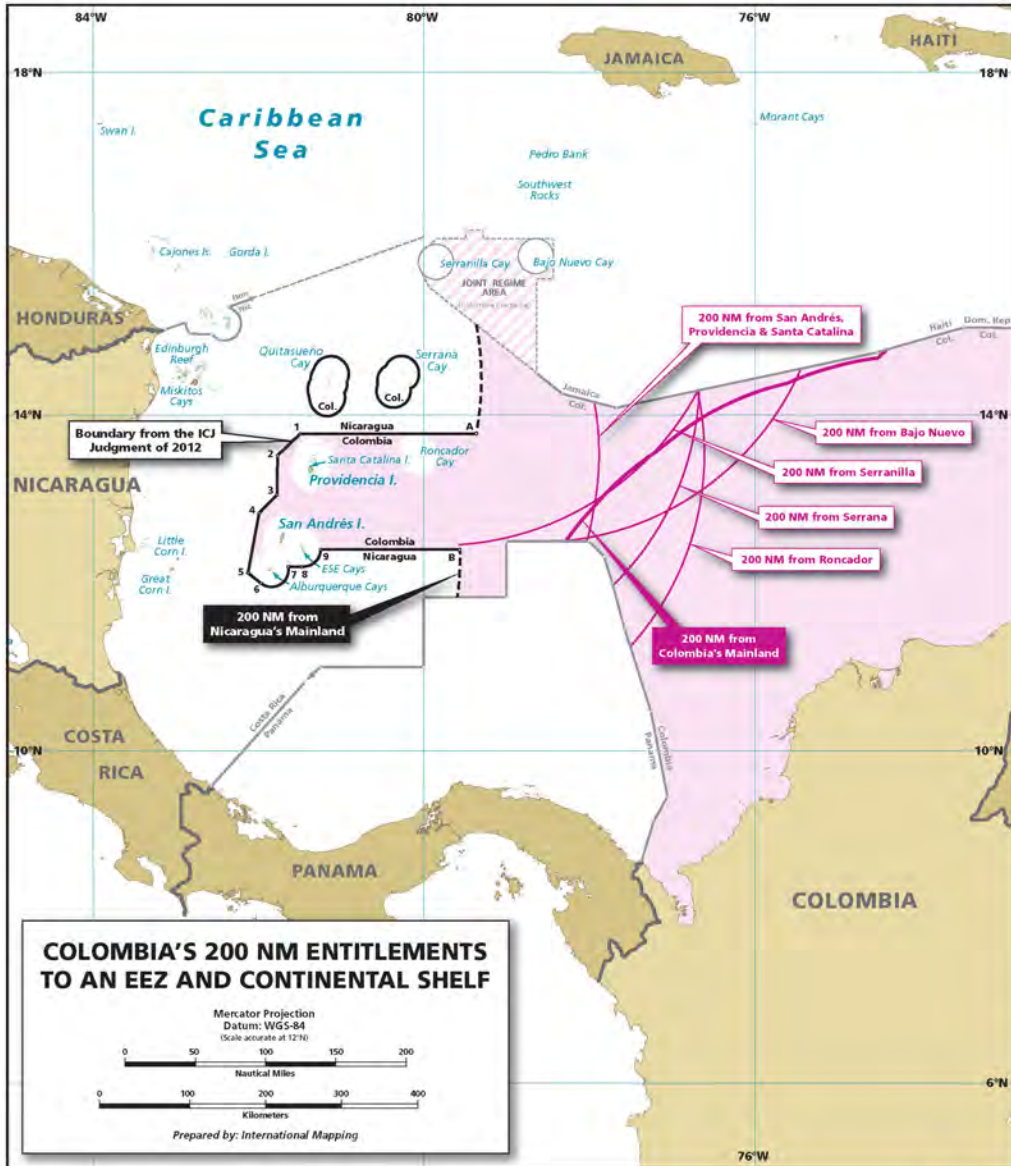 84°W
80°W
76°W
HAITI
JAMAICA
18°N
18°N
Caribbean
Sea
Swan I.
Morant Cays
Pedro Bank
Southwest
Rocks
Cajones Is.
Gorda I.
Serranilla Cay
Bajo Nuevo Cay
JOINT REGIME
AREA
Hon.
Nic.
HONDURAS
200 NM from San Andrés,
Providencia & Santa Catalina
Haiti
Col.
Dom. Rep.
Col.
Edinburgh
Reef
Quitasueño
Cay
Serrana
Cay
Miskitos
Cays
Col.
Col.
Jamaica
Col.
14°N
14°N
Boundary from the ICJ
Judgment of 2012
1
Nicaragua
A
Colombia
2
Roncador
Cay
Santa Catalina I.
Providencia I.
200 NM from Bajo Nuevo
200 NM from Serranilla
NICARAGUA
3
4
San Andrés I.
200 NM from Serrana
Little
Corn I.
Colombia
9
Nicaragua
B
200 NM from Roncador
ESE Cays
Great
Corn I.
5
6
7
8
Alburquerque Cays
200 NM from
Nicaragua's Mainland
200 NM from
Colombia's Mainland
Costa Rica
Panama
Colombia
Panama
COSTA
RICA
10°N
10°N
PANAMA
COLOMBIA
COLOMBIA'S 200 NM ENTITLEMENTS
TO AN EEZ AND CONTINENTAL SHELF
Mercator Projection
Datum: WGS-84
(Scale accurate at 12°N)
0 50 100 150 200
Nautical Miles
0 100 200 300 400
Kilometers
Prepared by: International Mapping
6°N
76°W